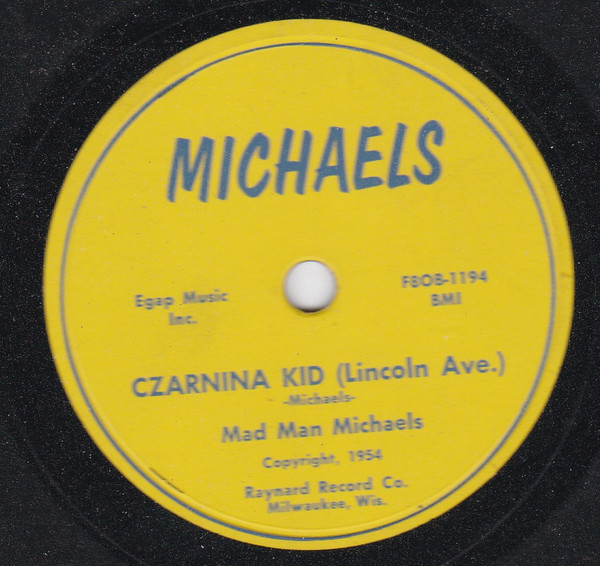 MICHAELS
Egap Music
Inc.
F8OB-1194
BMI
CZARNINA KID (Lincoln Ave.)
-Michaels-
Mad Man Michaels
Copyright, 1954
Raynard Record Co.
Milwaukee, Wis.